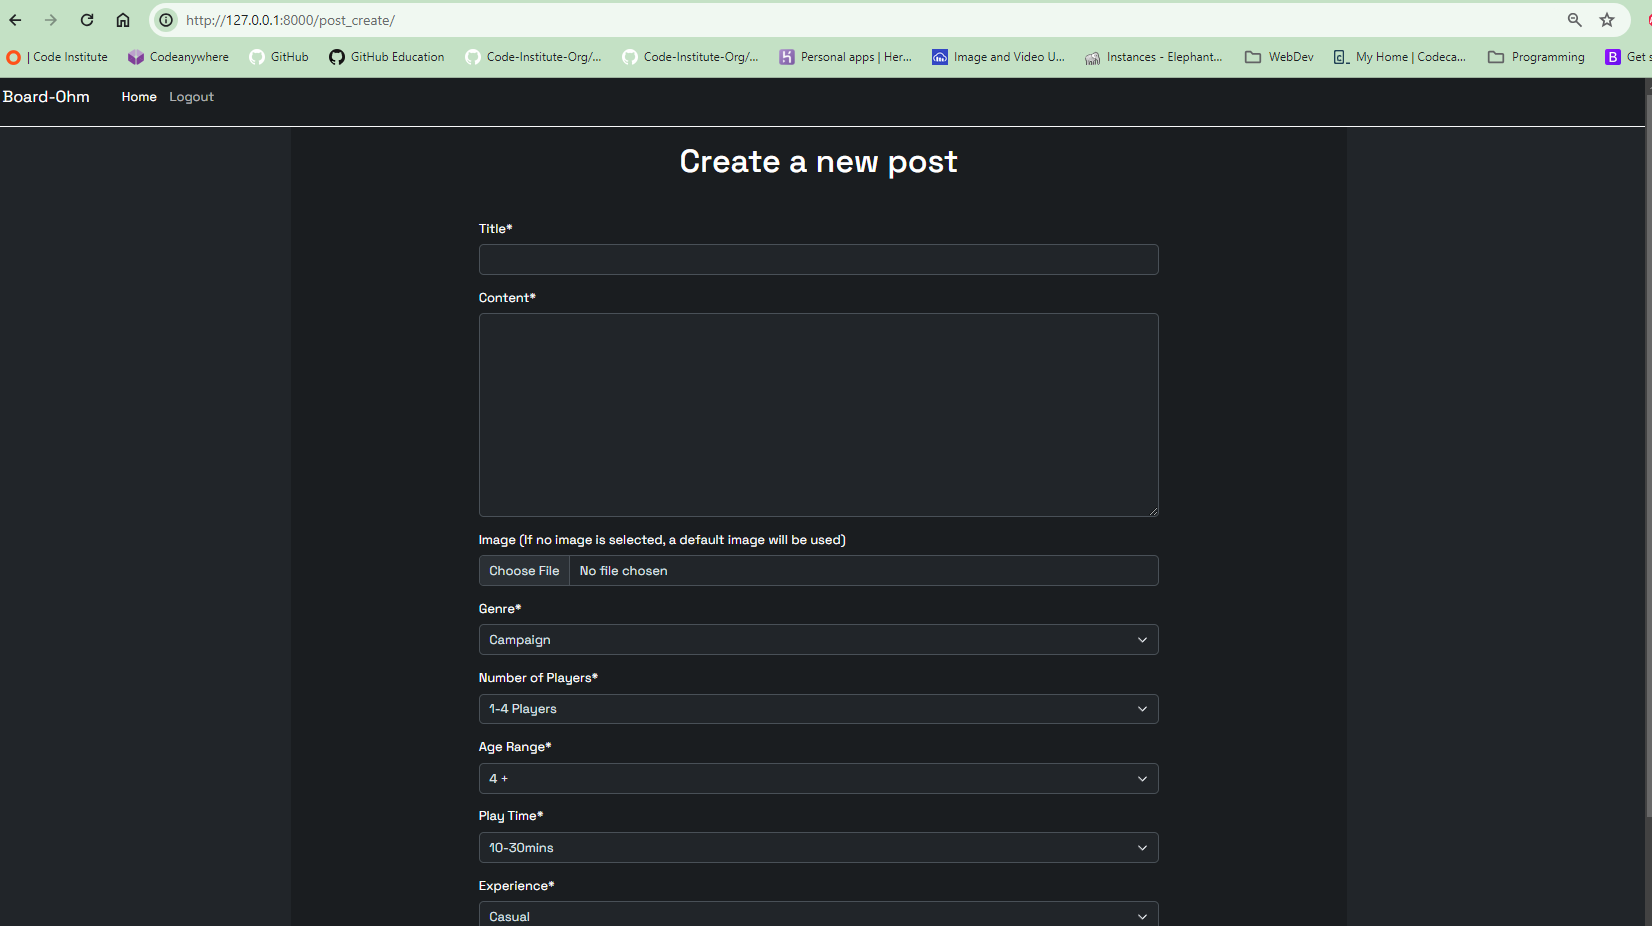 http://127.0.0.1:8000/post_create/
| Code Institute Codeanywhere GitHub GitHub Education Code-Institute-Org/... Code-Institute-Org/... Personal apps | Her... Image and Video U... Instances - Elephant... WebDev My Home | Codeca... Programming Get s
Board-Ohm Home Logout
Create a new post
Title*
Content*
Image (If no image is selected, a default image will be used)
Choose File No file chosen
Genre*
Campaign
Number of Players*
1-4 Players
Age Range*
4 +
Play Time*
10-30mins
Experience*
Casual